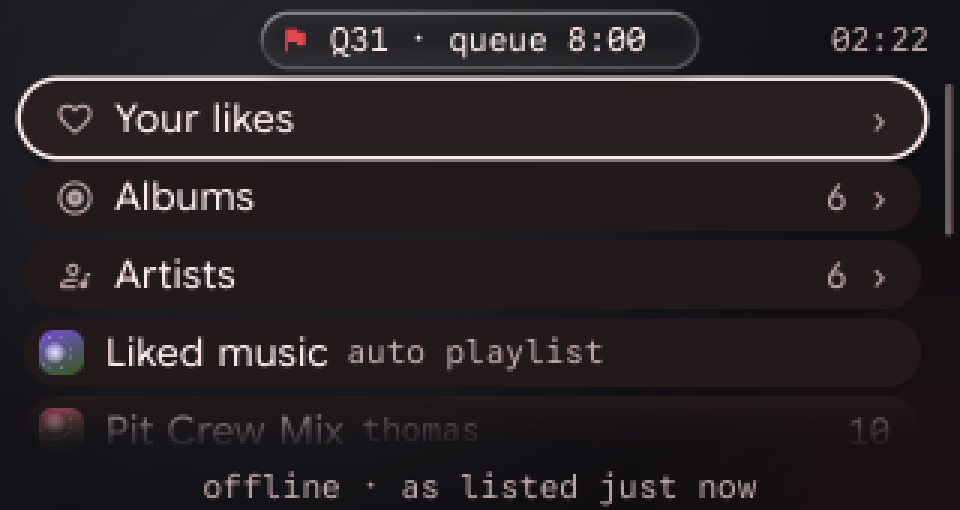 Q31 · queue 8:00 02:22
Your likes ›
Albums 6 ›
Artists 6 ›
Liked music auto playlist
Pit Crew Mix thomas 10
offline · as listed just now